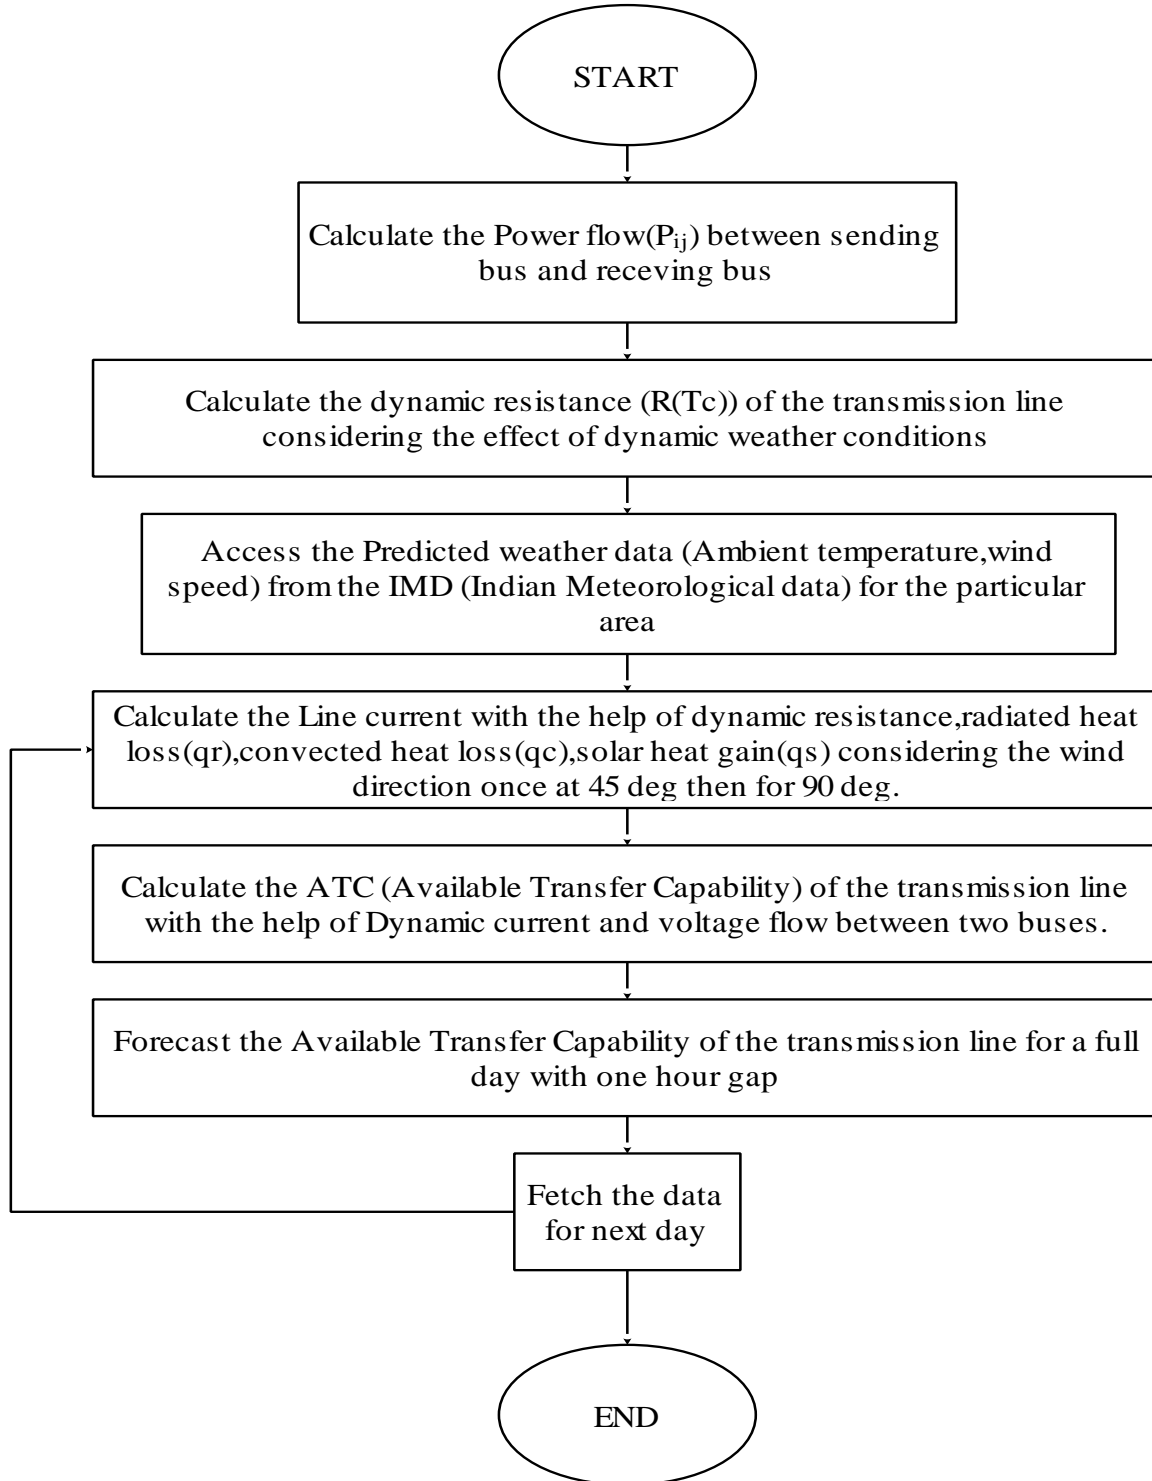 START
Calculate the Power flow(Pij) between sending
bus and receving bus
Calculate the dynamic resistance (R(Tc)) of the transmission line
considering the effect of dynamic weather conditions
Access the Predicted weather data (Ambient temperature,wind
speed) from the IMD (Indian Meteorological data) for the particular
area
Calculate the Line current with the help of dynamic resistance,radiated heat
loss(qr),convected heat loss(qc),solar heat gain(qs) considering the wind
direction once at 45 deg then for 90 deg.
Calculate the ATC (Available Transfer Capability) of the transmission line
with the help of Dynamic current and voltage flow between two buses.
Forecast the Available Transfer Capability of the transmission line for a full
day with one hour gap
Fetch the data
for next day
END